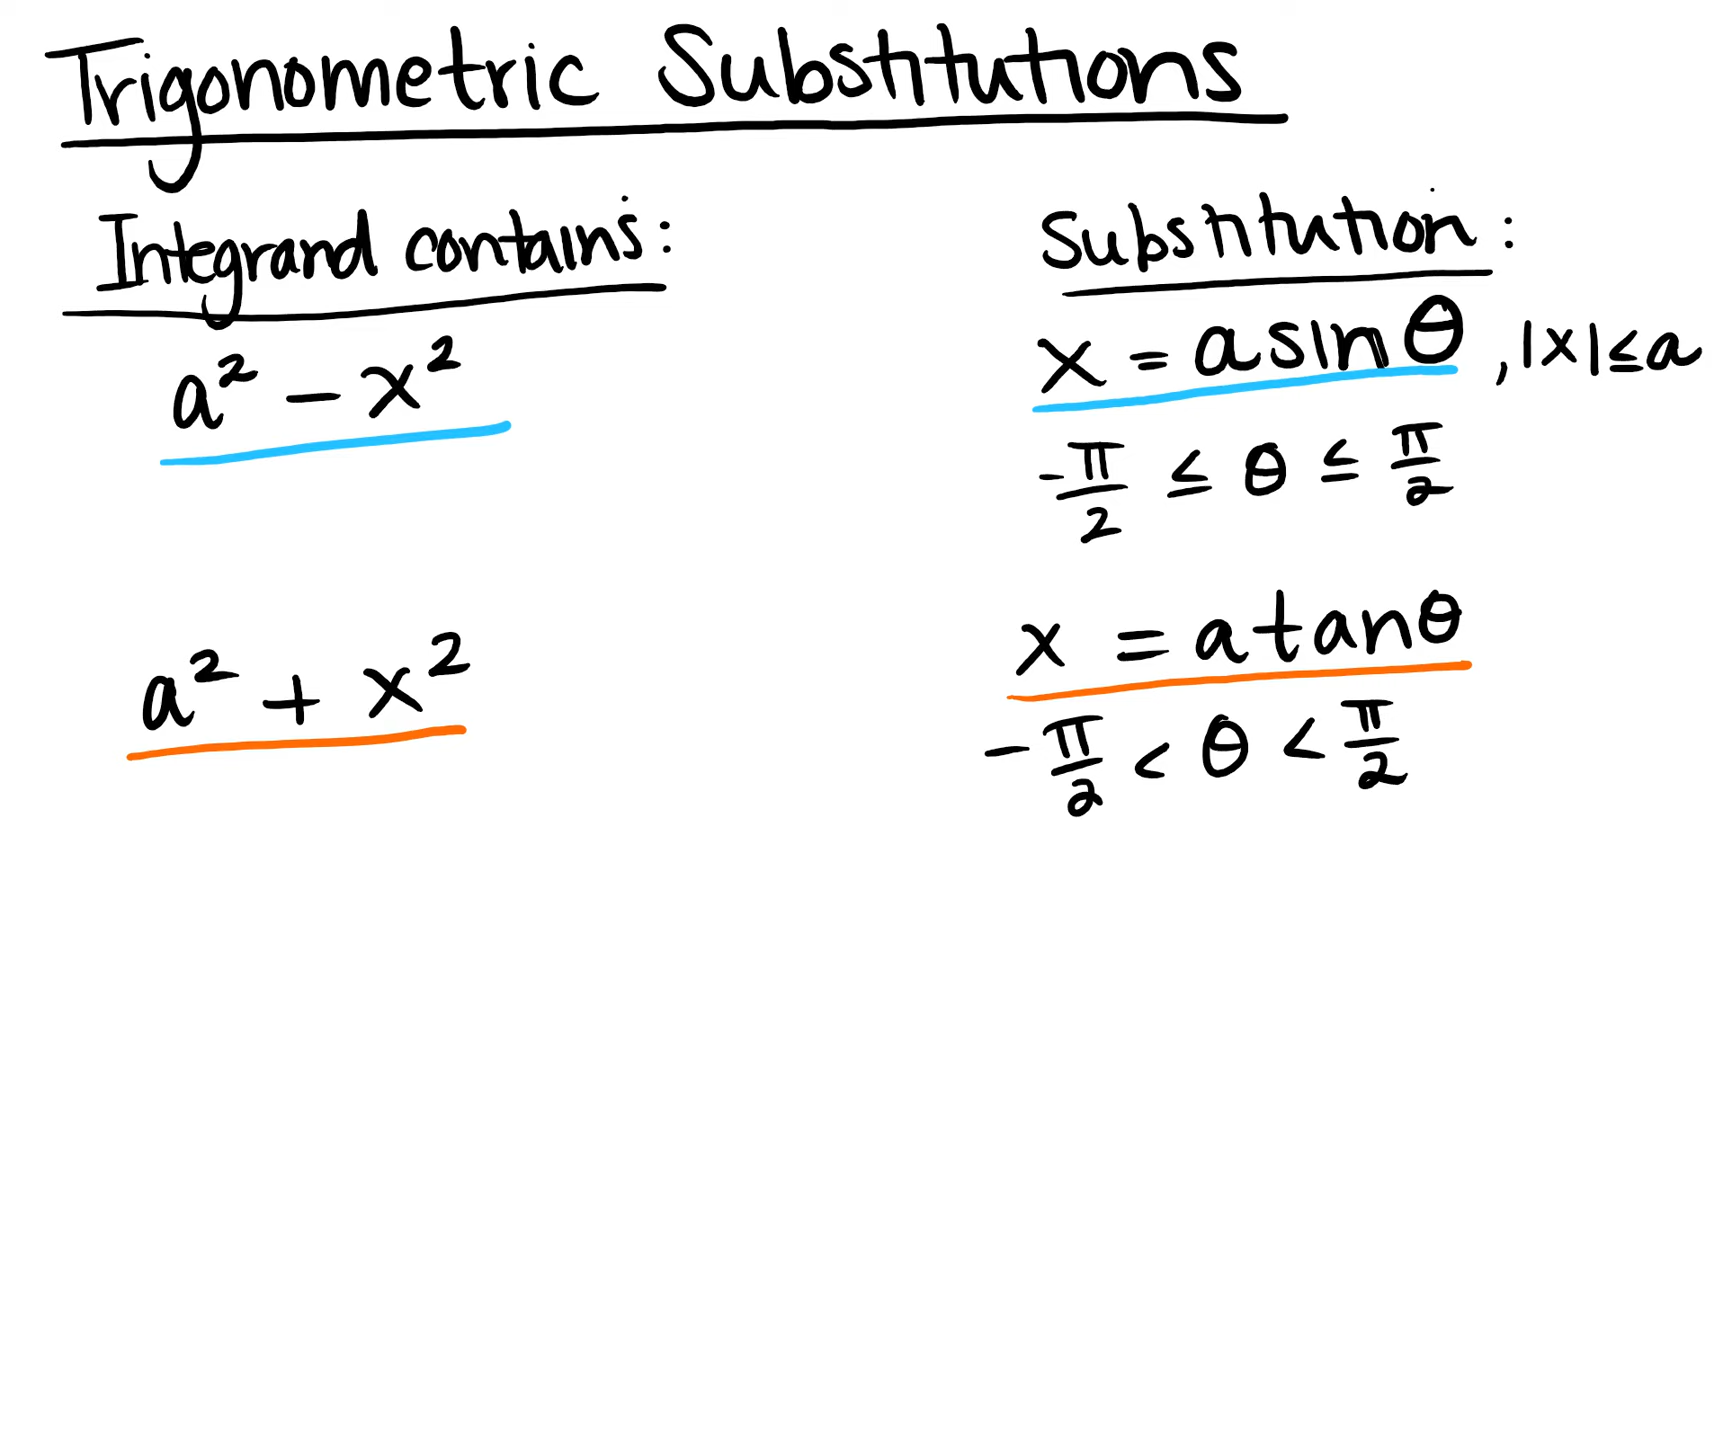 Trigonometric Substitutions
Integrand contains: Substitution:
a² − x² x = a sin θ , |x| ≤ a
-π/2 ≤ θ ≤ π/2
a² + x² x = a tan θ
-π/2 < θ < π/2